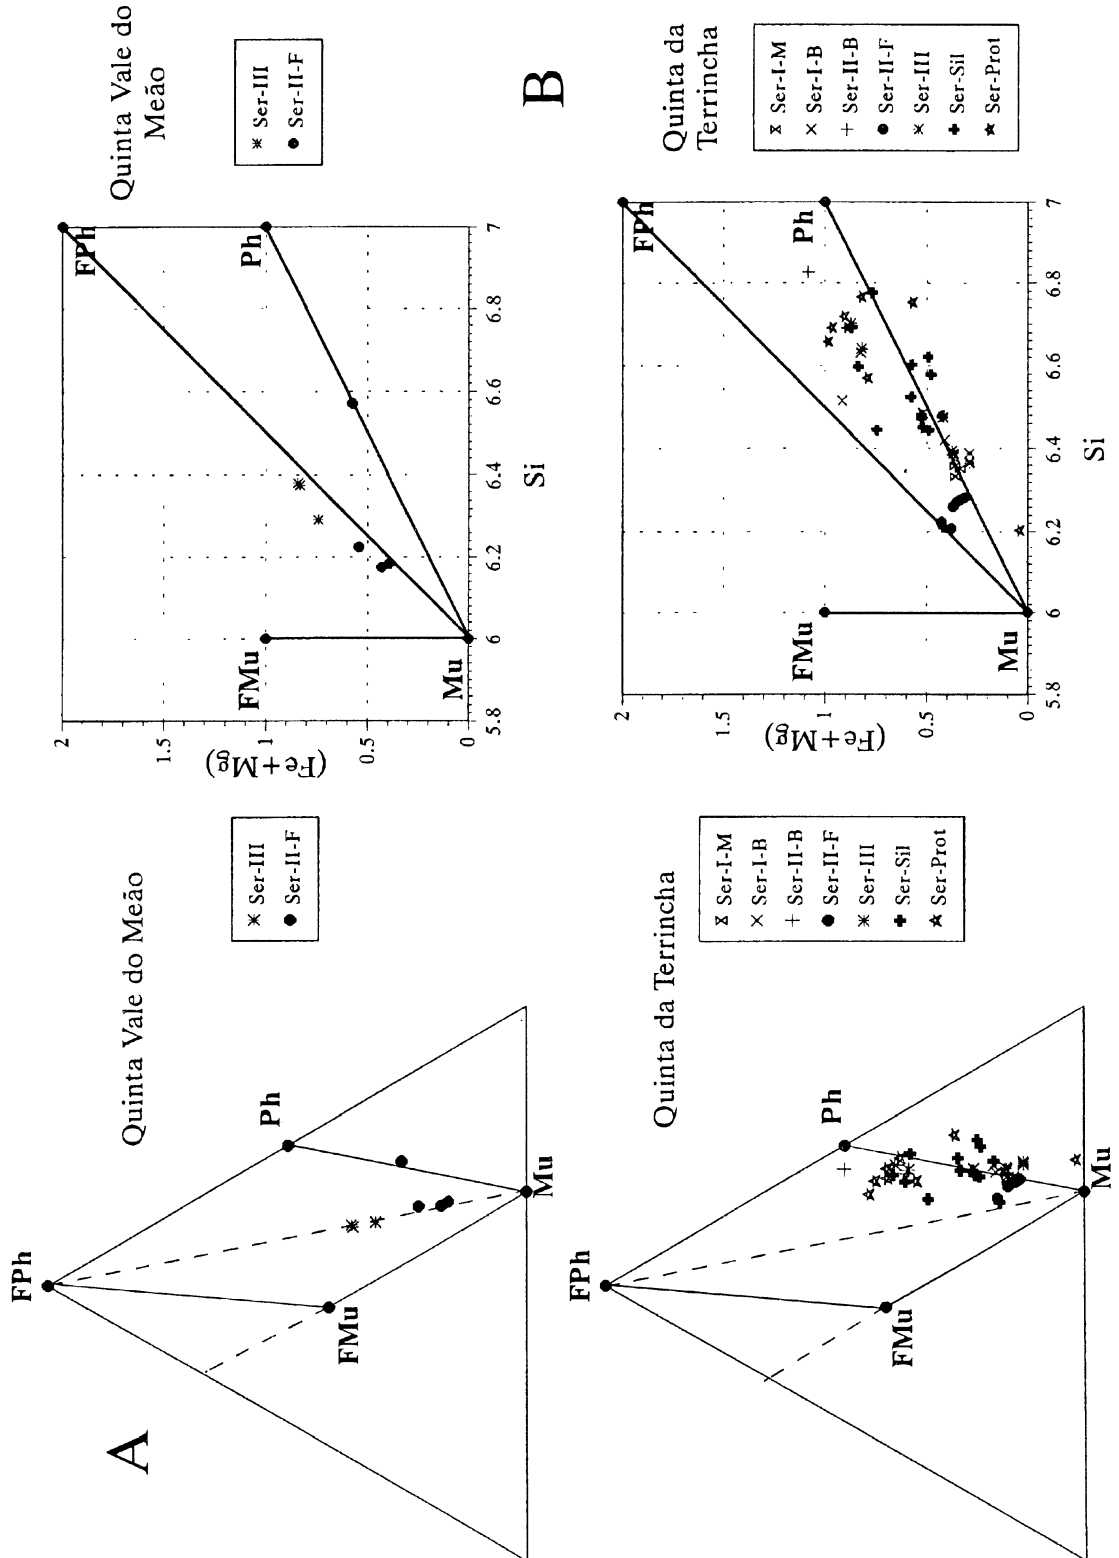 A
Quinta Vale do Meão
FPh
Ph
FMu
Mu
Ser-III
Ser-II-F
Quinta Vale do
Meão
2
1.5
1
0.5
0
(Fe+Mg)
FPh
Ph
FMu
Mu
5.8
6
6.2
6.4
6.6
6.8
7
Si
Ser-III
Ser-II-F
B
Quinta da Terrincha
FPh
Ph
FMu
Mu
Ser-I-M
Ser-I-B
Ser-II-B
Ser-II-F
Ser-III
Ser-Sil
Ser-Prot
Quinta da
Terrincha
2
1.5
1
0.5
0
(Fe+Mg)
FPh
Ph
FMu
Mu
5.8
6
6.2
6.4
6.6
6.8
7
Si
Ser-I-M
Ser-I-B
Ser-II-B
Ser-II-F
Ser-III
Ser-Sil
Ser-Prot